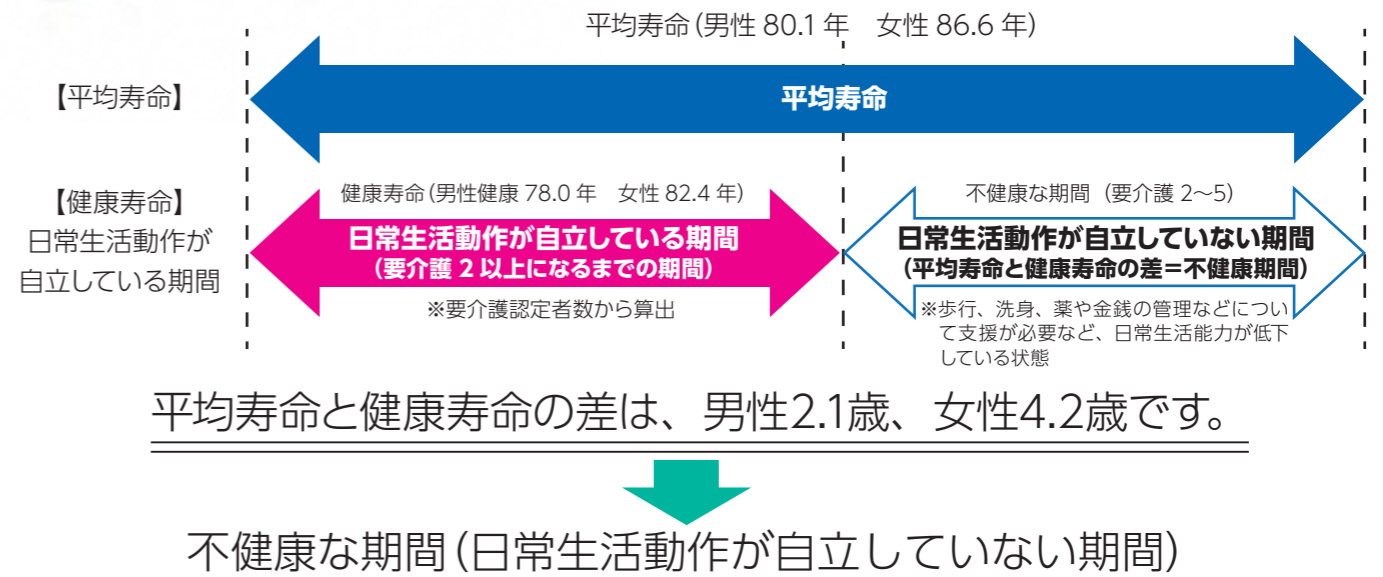 平均寿命(男性 80.1 年　女性 86.6 年)
【平均寿命】
平均寿命
【健康寿命】
日常生活動作が
自立している期間
健康寿命(男性健康 78.0 年　女性 82.4 年)
日常生活動作が自立している期間
(要介護 2 以上になるまでの期間)
※要介護認定者数から算出
不健康な期間 (要介護 2〜5)
日常生活動作が自立していない期間
(平均寿命と健康寿命の差＝不健康期間)
※歩行、洗身、薬や金銭の管理などについ
て支援が必要など、日常生活能力が低下
している状態
平均寿命と健康寿命の差は、男性2.1歳、女性4.2歳です。
不健康な期間(日常生活動作が自立していない期間)